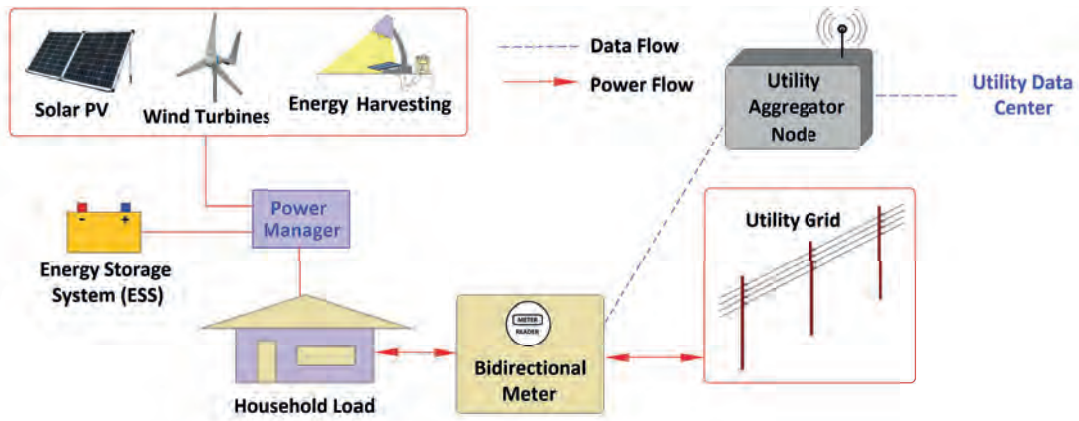 Solar PV
Wind Turbines
Energy Harvesting
Data Flow
Power Flow
Utility
Aggregator
Node
Utility Data
Center
Power
Manager
- +
Energy Storage
System (ESS)
Household Load
METER
READER
Bidirectional
Meter
Utility Grid